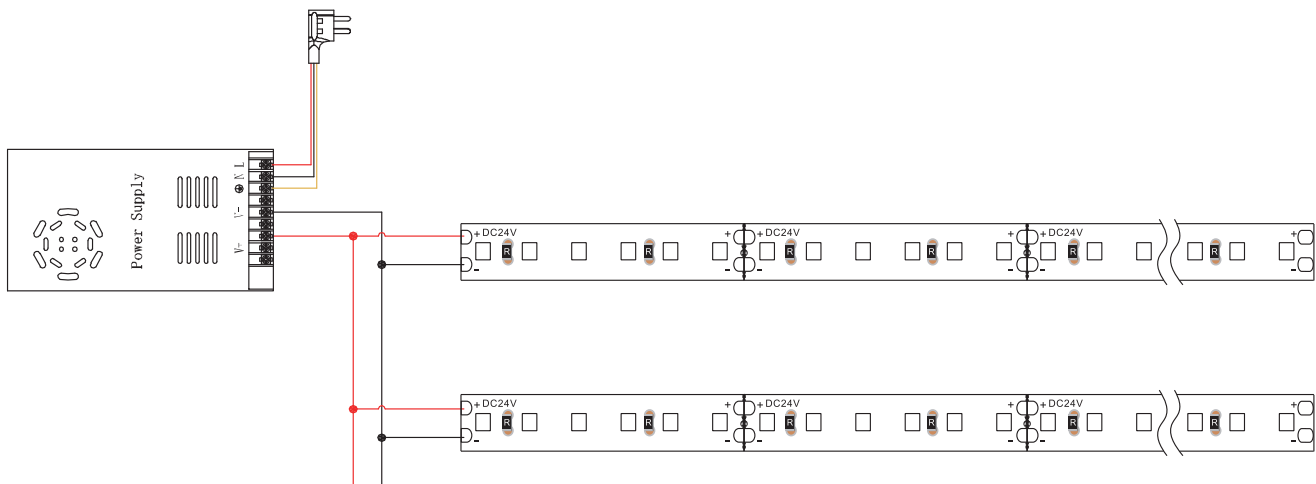 Power Supply
L
N
V-
V+
+ DC24V + + DC24V + + DC24V +
R R R R R R
- - - -
+ DC24V + + DC24V + + DC24V +
R R R R R R
- - - -